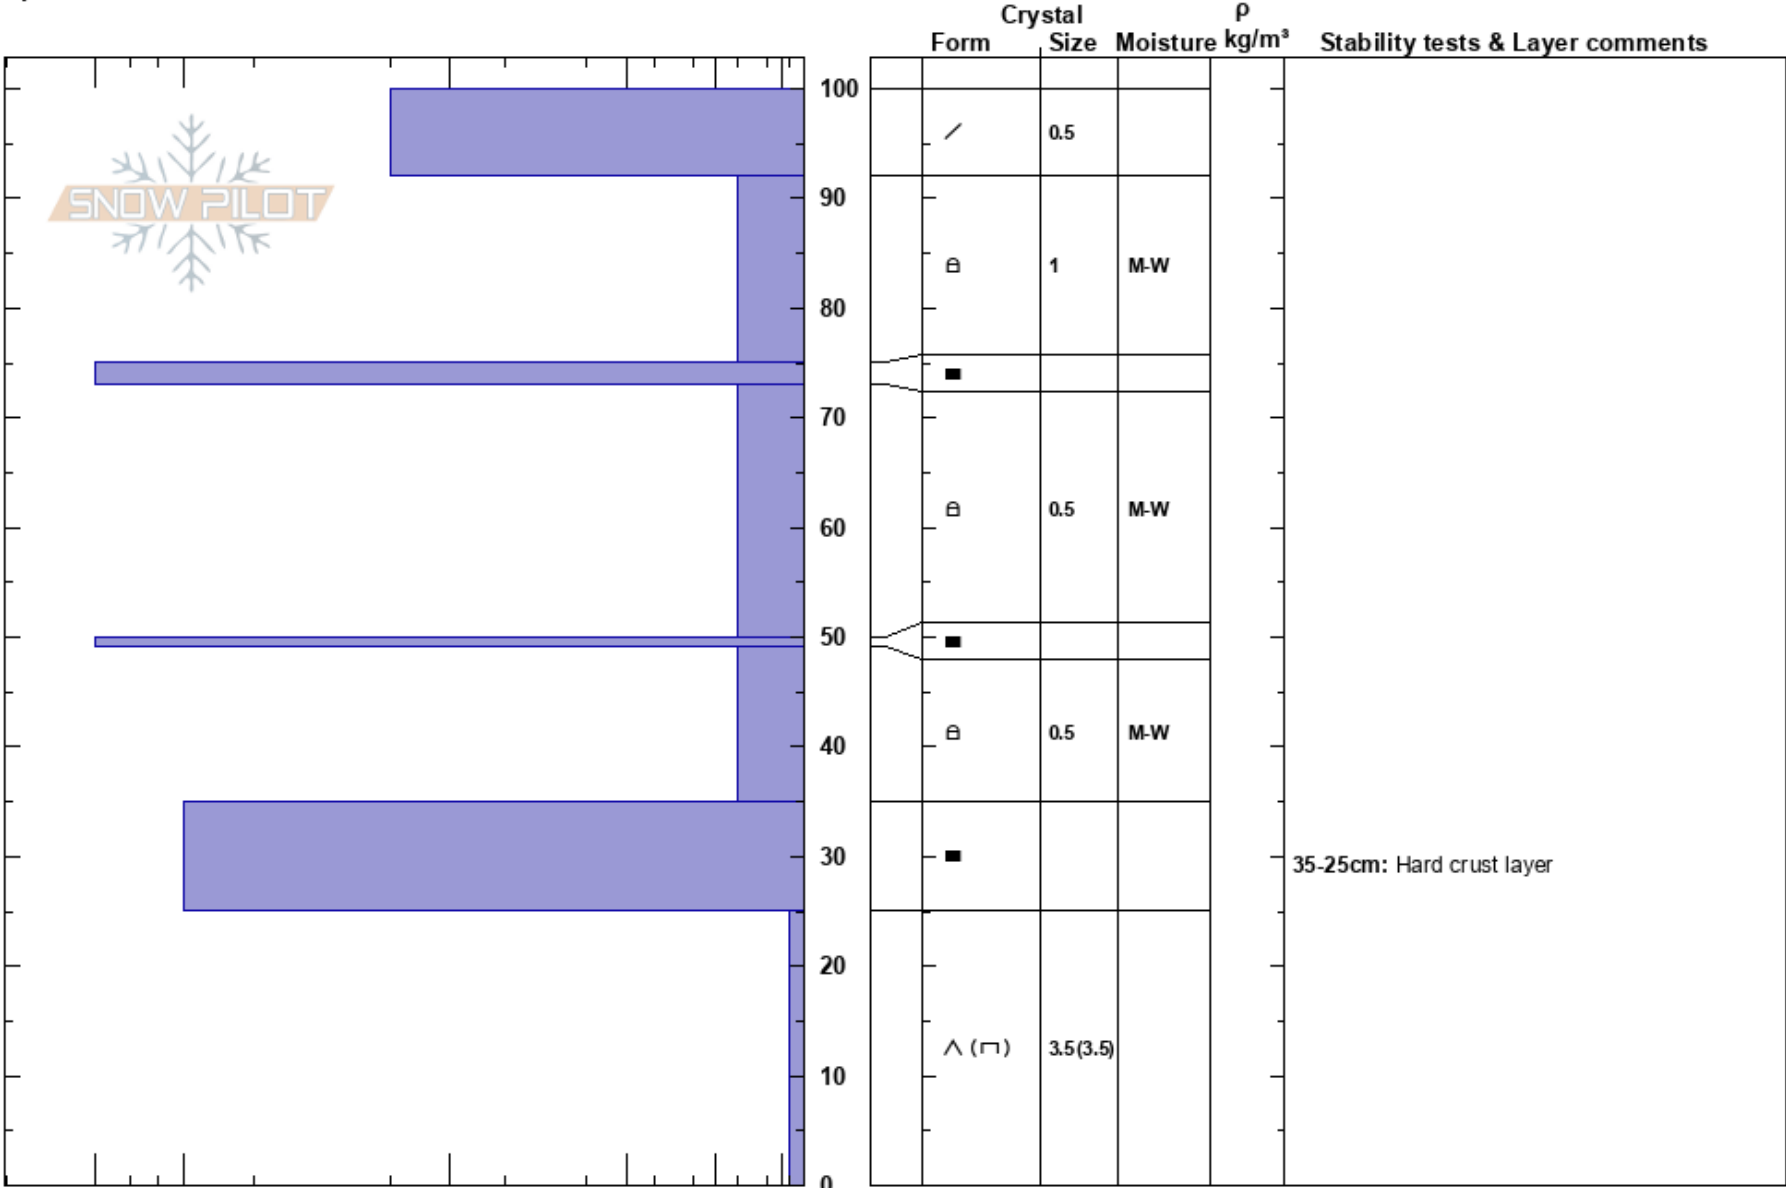 Crystal ρ
Form Size Moisture kg/m³ Stability tests & Layer comments
100
0.5
SNOW PILOT
90
1 M-W
80
70
0.5 M-W
60
50
0.5 M-W
40
30
35-25cm: Hard crust layer
20
3.5(3.5)
10
0